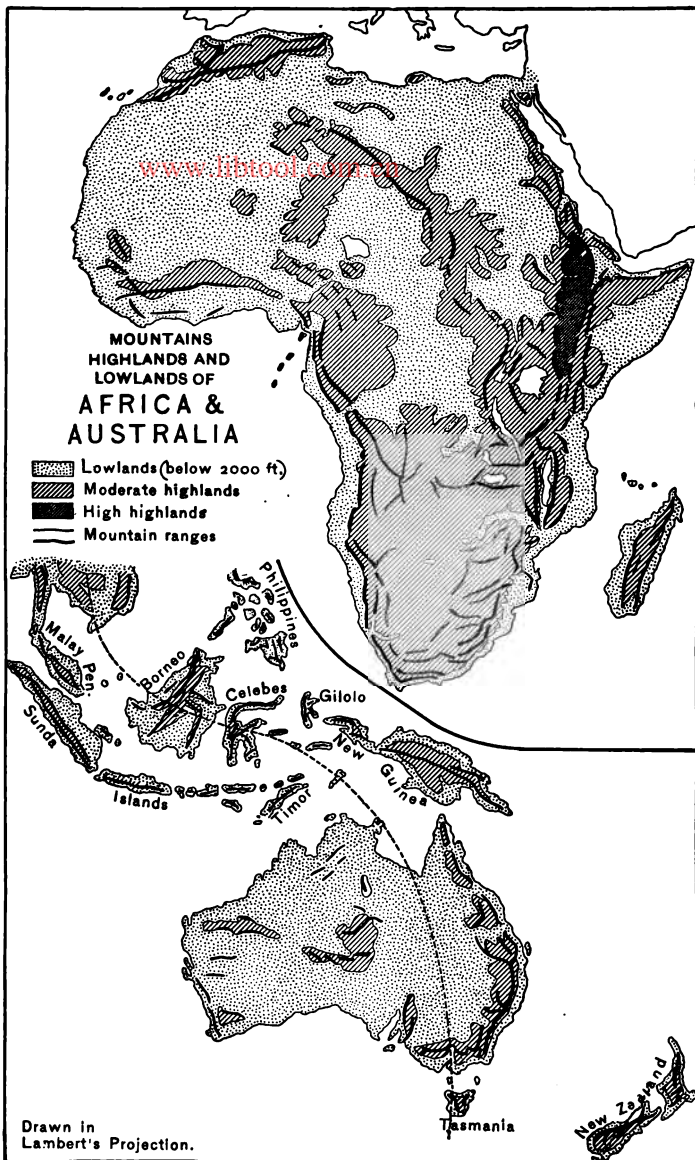 www.libtool.com.cn
MOUNTAINS
HIGHLANDS AND
LOWLANDS OF
AFRICA &
AUSTRALIA
Lowlands (below 2000 ft.)
Moderate highlands
High highlands
Mountain ranges
Philippines
Malay Pen.
Borneo
Celebes
Gilolo
Sunda
Islands
Timor
New Guinea
Tasmania
New Zealand
Drawn in
Lambert's Projection.